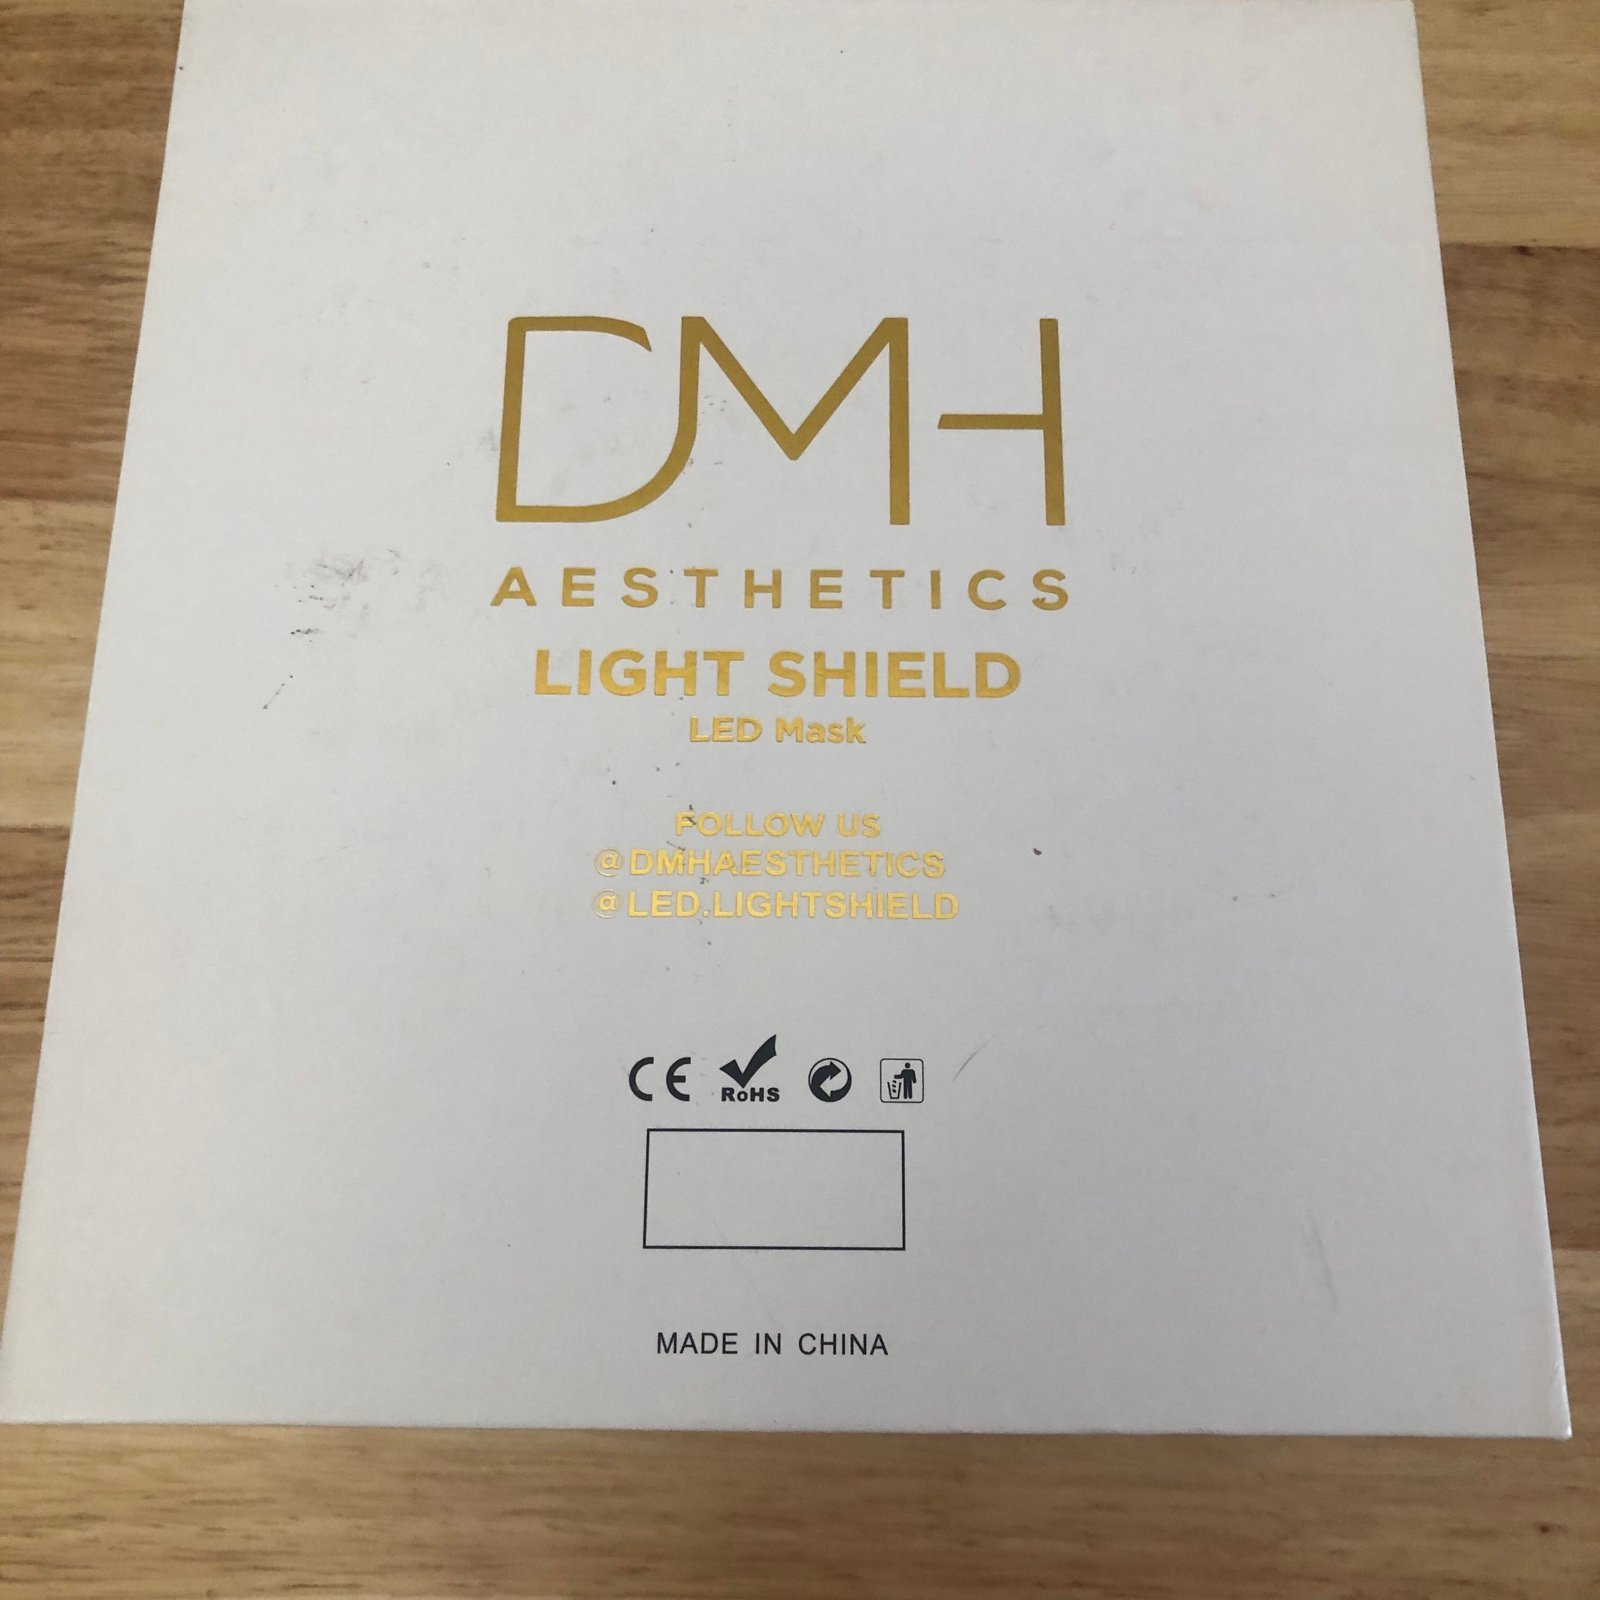 DMH
AESTHETICS
LIGHT SHIELD
LED Mask
FOLLOW US
@DMHAESTHETICS
@LED.LIGHTSHIELD
CE RoHS
MADE IN CHINA